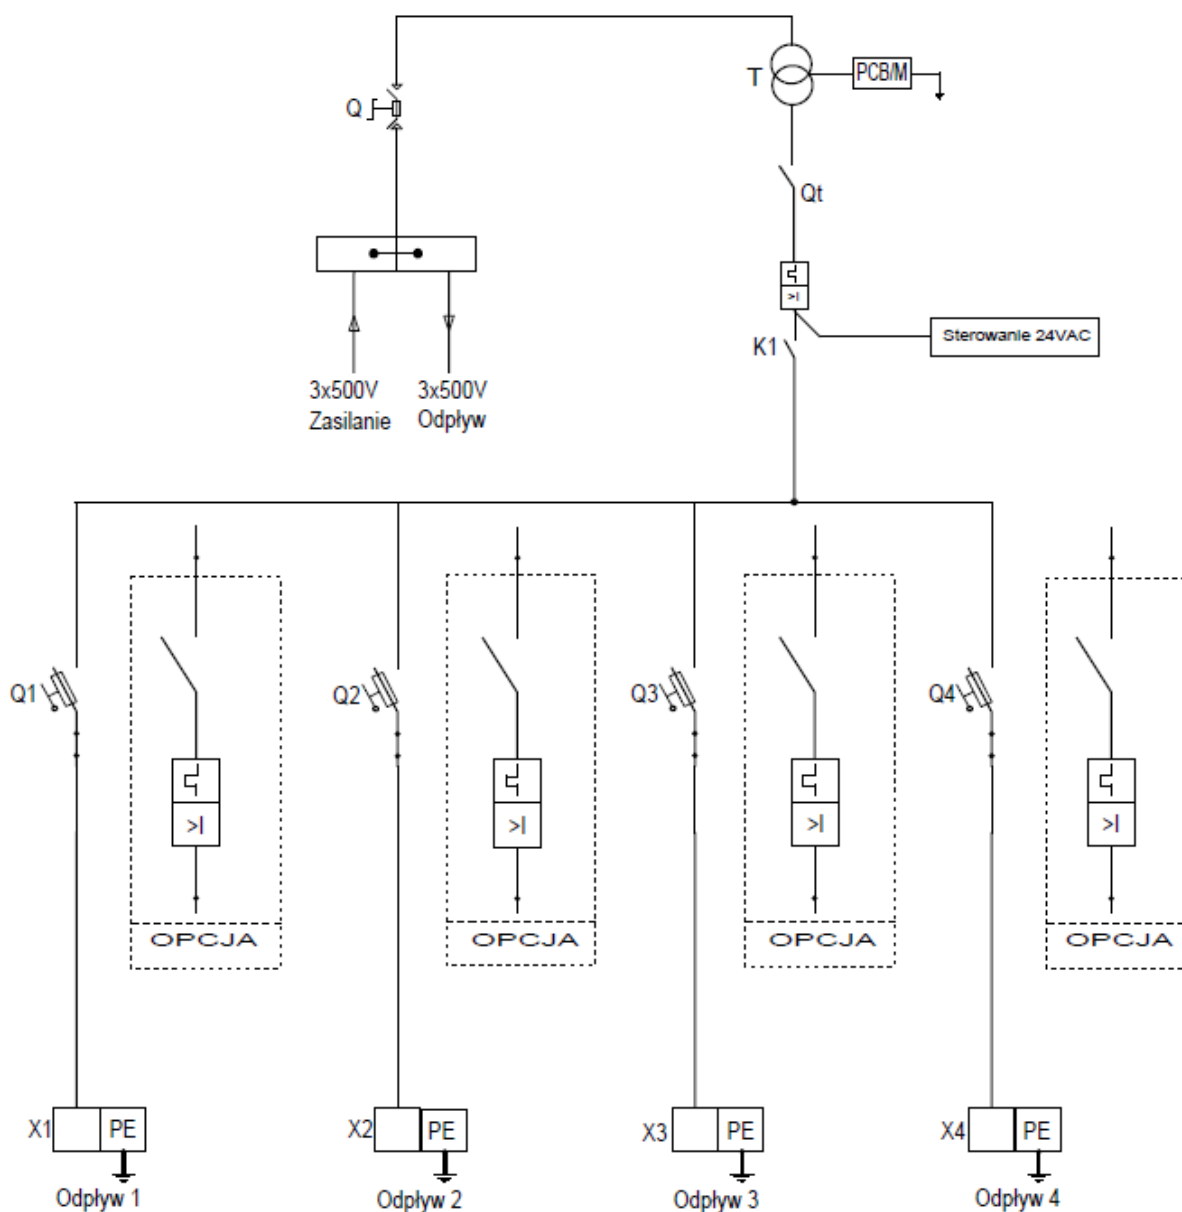 T
PCB/M
Q
Qt
>I
K1
Sterowanie 24VAC
3x500V
Zasilanie
3x500V
Odpływ
Q1
Q2
Q3
Q4
>I
>I
>I
>I
OPCJA
OPCJA
OPCJA
OPCJA
X1
PE
X2
PE
X3
PE
X4
PE
Odpływ 1
Odpływ 2
Odpływ 3
Odpływ 4